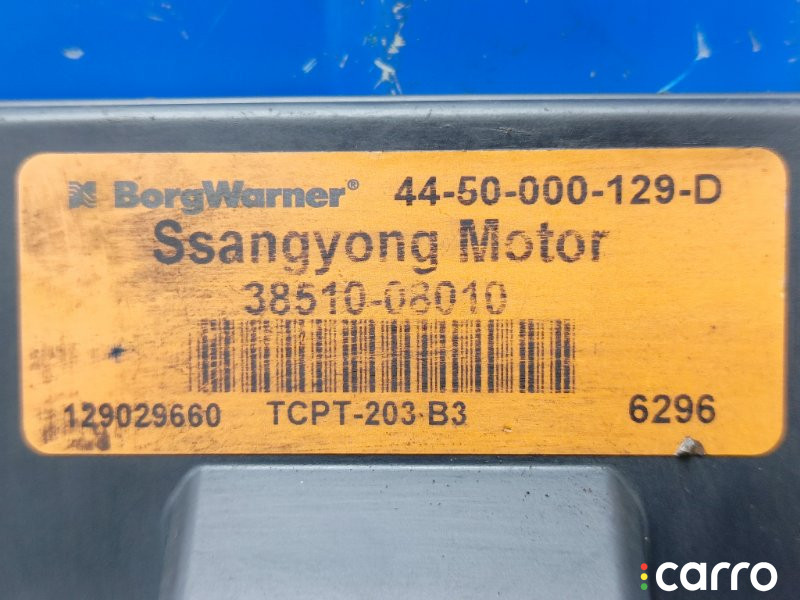 BorgWarner® 44-50-000-129-D
Ssangyong Motor
38510-08010
129029660 TCPT-203-B3 6296
carro